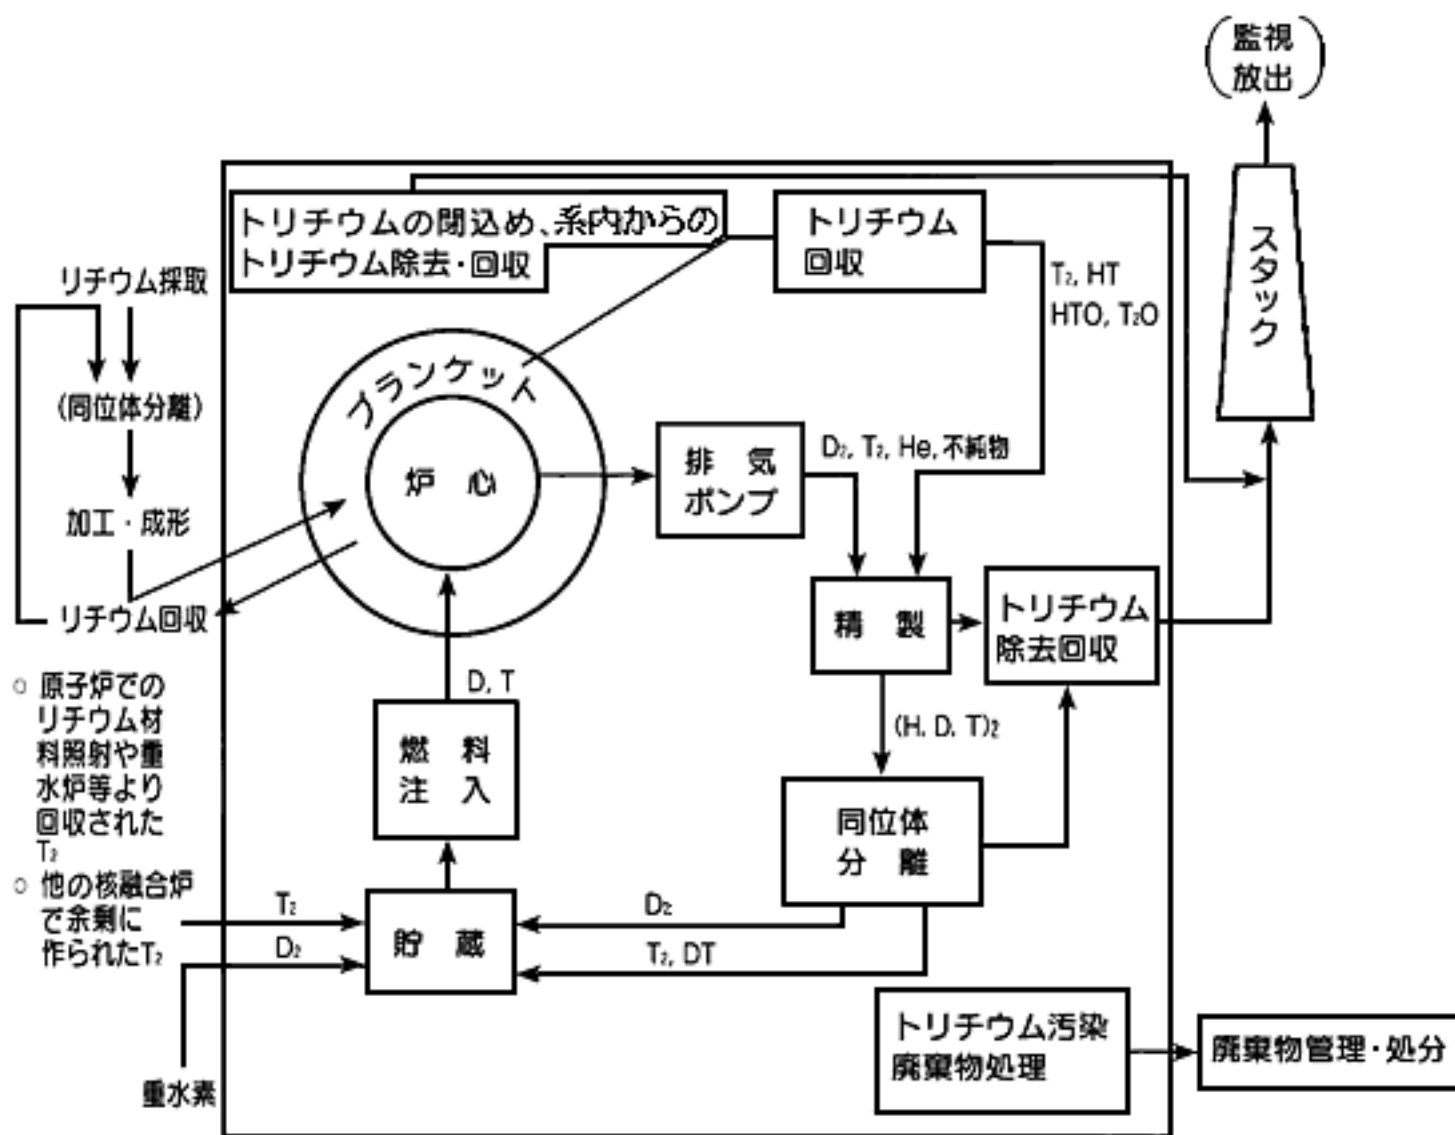 監視
放出
トリチウムの閉込め、系内からの
トリチウム除去・回収
トリチウム
回収
T₂, HT
HTO, T₂O
スタック
リチウム採取
(同位体分離)
加工・成形
リチウム回収
ブランケット
炉心
排気
ポンプ
D₂, T₂, He, 不純物
精製
トリチウム
除去回収
○ 原子炉での
リチウム材
料照射や重
水炉等より
回収された
T₂
○ 他の核融合炉
で余剰に
作られたT₂
D, T
燃料
注入
(H, D, T)₂
同位体
分離
T₂
D₂
貯蔵
D₂
T₂, DT
重水素
トリチウム汚染
廃棄物処理
廃棄物管理・処分